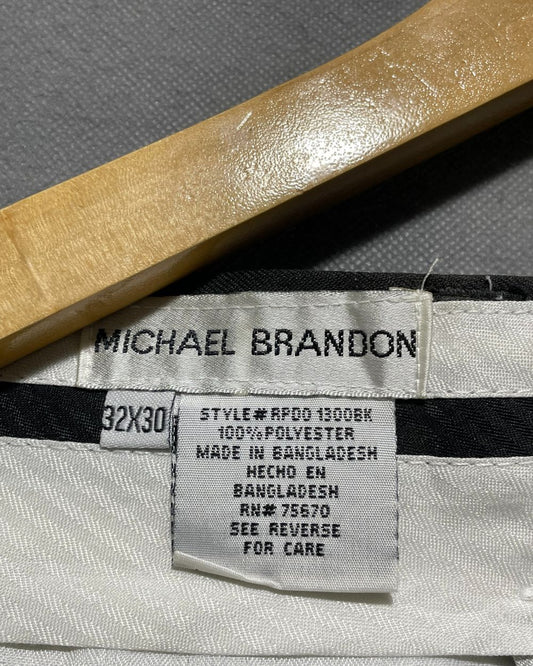 MICHAEL BRANDON
32X30
STYLE# RPDO 1300BK
100% POLYESTER
MADE IN BANGLADESH
HECHO EN
BANGLADESH
RN# 75670
SEE REVERSE
FOR CARE